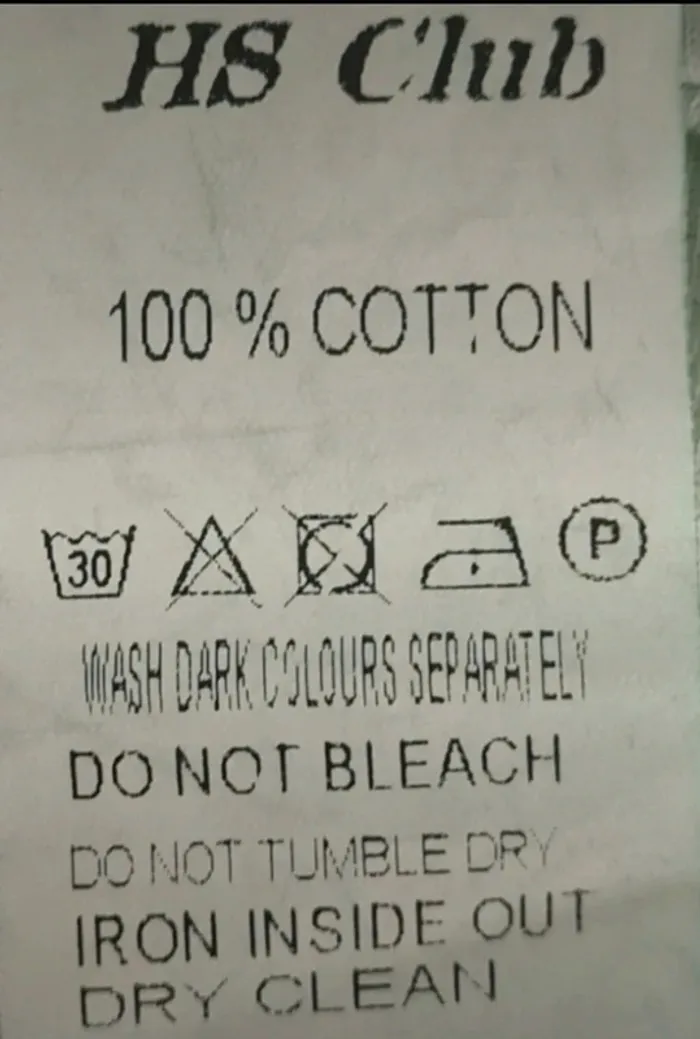 HS Club
100 % COTTON
30 P
WASH DARK COLOURS SEPARATELY
DO NOT BLEACH
DO NOT TUMBLE DRY
IRON INSIDE OUT
DRY CLEAN